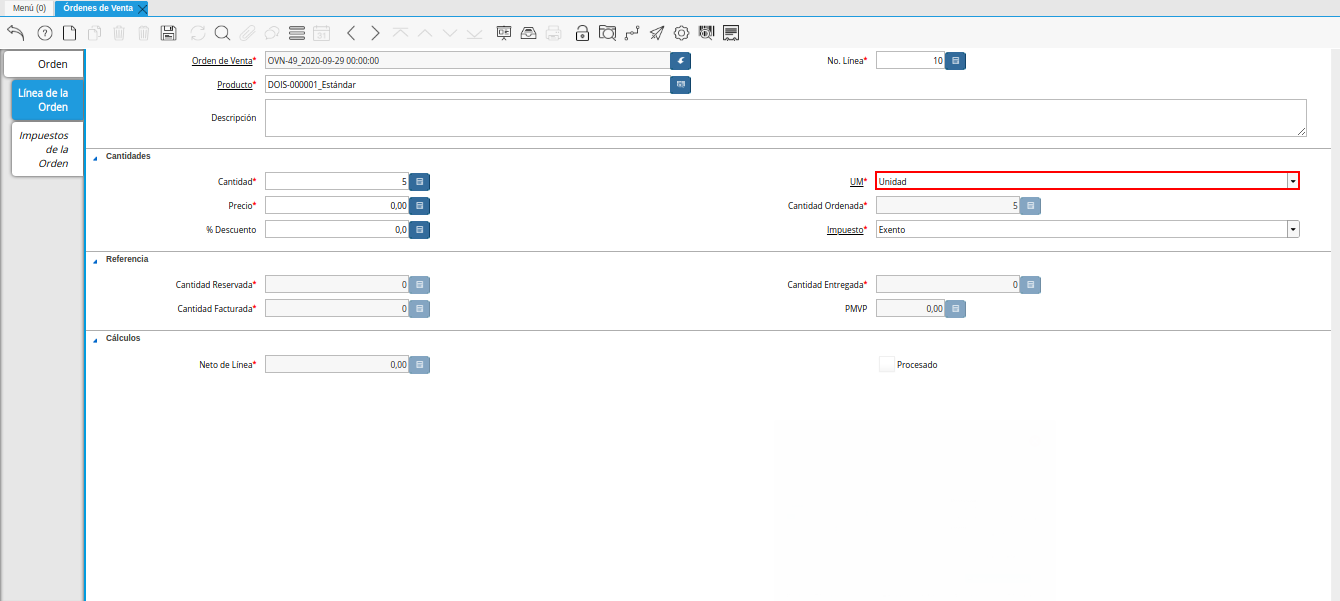 Menú (0)
Órdenes de Venta
31
Orden
Línea de la
Orden
Impuestos
de la
Orden
Orden de Venta* OVN-49_2020-09-29 00:00:00
No. Línea* 10
Producto* DOIS-000001_Estándar
Descripción
Cantidades
Cantidad* 5
UM* Unidad
Precio* 0,00
Cantidad Ordenada* 5
% Descuento 0,0
Impuesto* Exento
Referencia
Cantidad Reservada* 0
Cantidad Entregada* 0
Cantidad Facturada* 0
PMVP 0,00
Cálculos
Neto de Línea* 0,00
Procesado